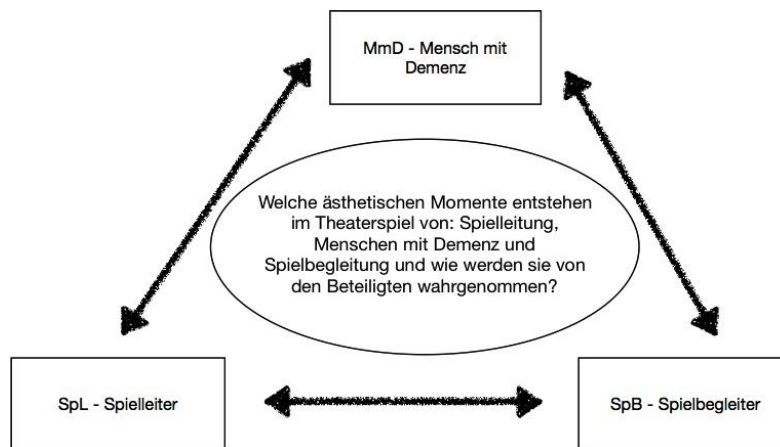 MmD - Mensch mit
Demenz
Welche ästhetischen Momente entstehen
im Theaterspiel von: Spielleitung,
Menschen mit Demenz und
Spielbegleitung und wie werden sie von
den Beteiligten wahrgenommen?
SpL - Spielleiter
SpB - Spielbegleiter